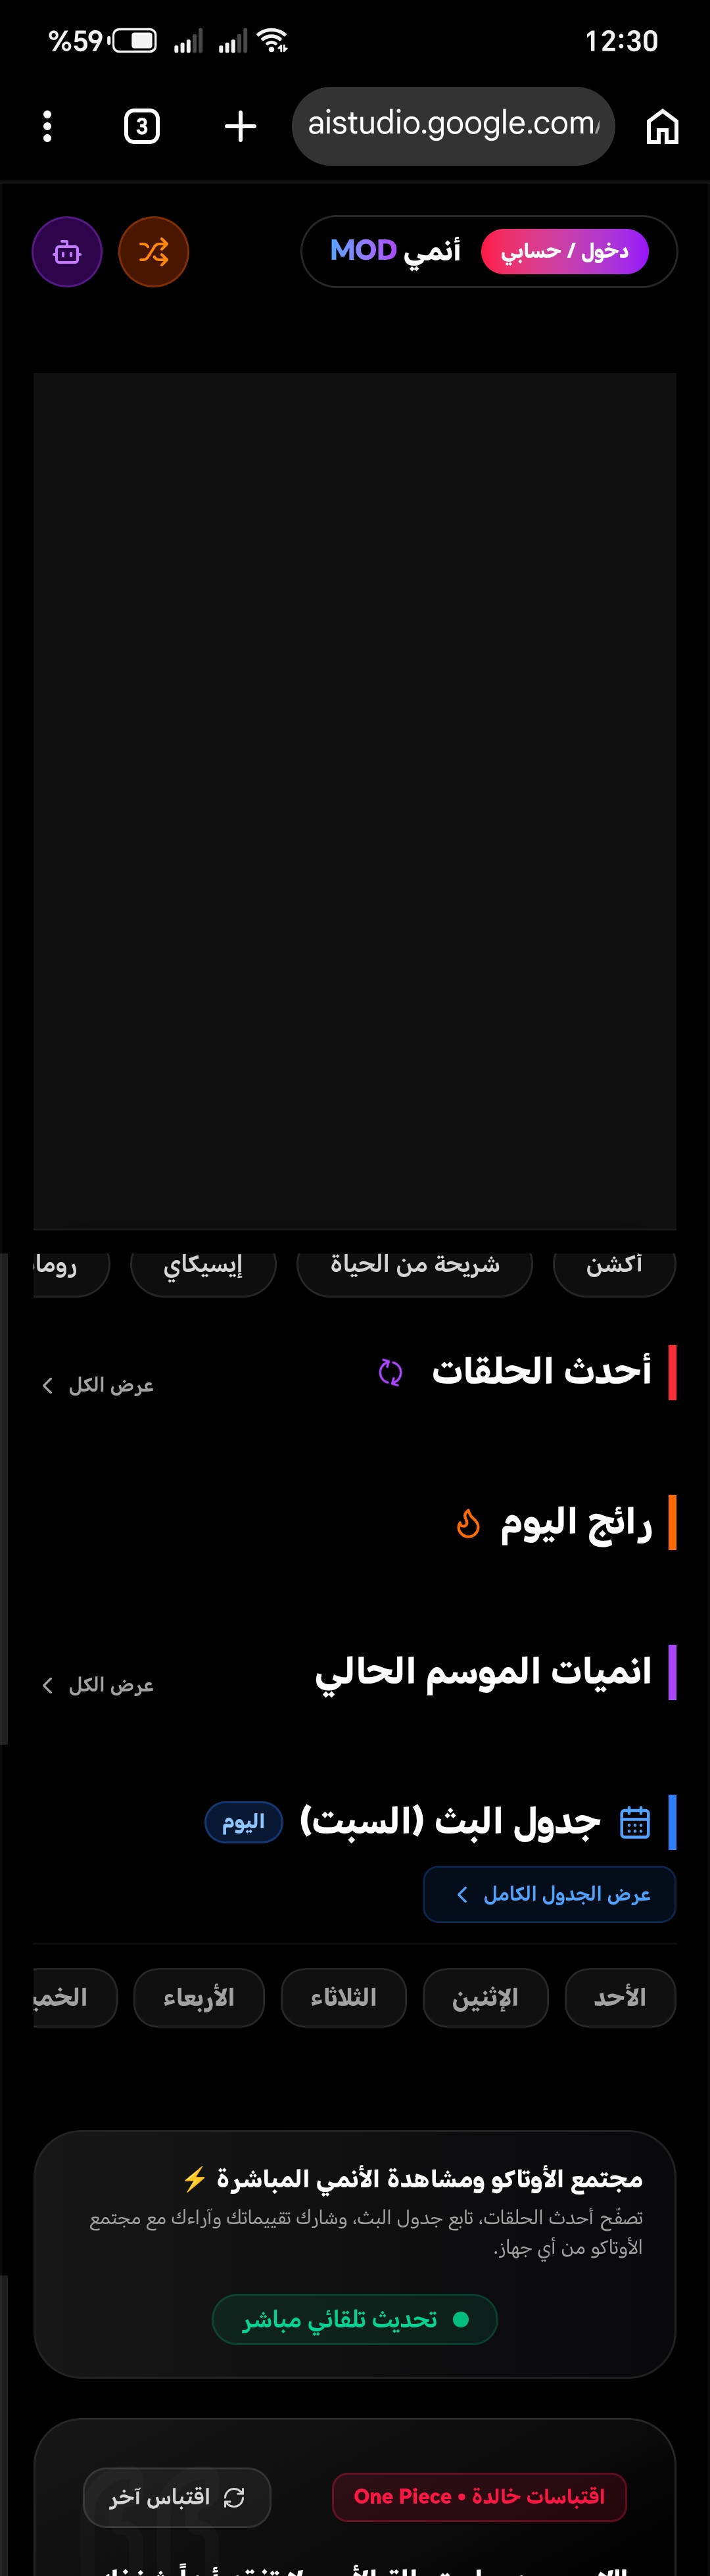 12:30
%59
aistudio.google.com/
3
دخول / حسابي
أنمي MOD
أكشن
شريحة من الحياة
إيسيكاي
أحدث الحلقات
عرض الكل
رائج اليوم
انميات الموسم الحالي
عرض الكل
جدول البث (السبت)
اليوم
عرض الجدول الكامل
الأحد
الإثنين
الثلاثاء
الأربعاء
مجتمع الأوتاكو ومشاهدة الأنمي المباشرة ⚡
تصفّح أحدث الحلقات، تابع جدول البث، وشارك تقييماتك وآراءك مع مجتمع
الأوتاكو من أي جهاز.
تحديث تلقائي مباشر
اقتباسات خالدة • One Piece
اقتباس آخر